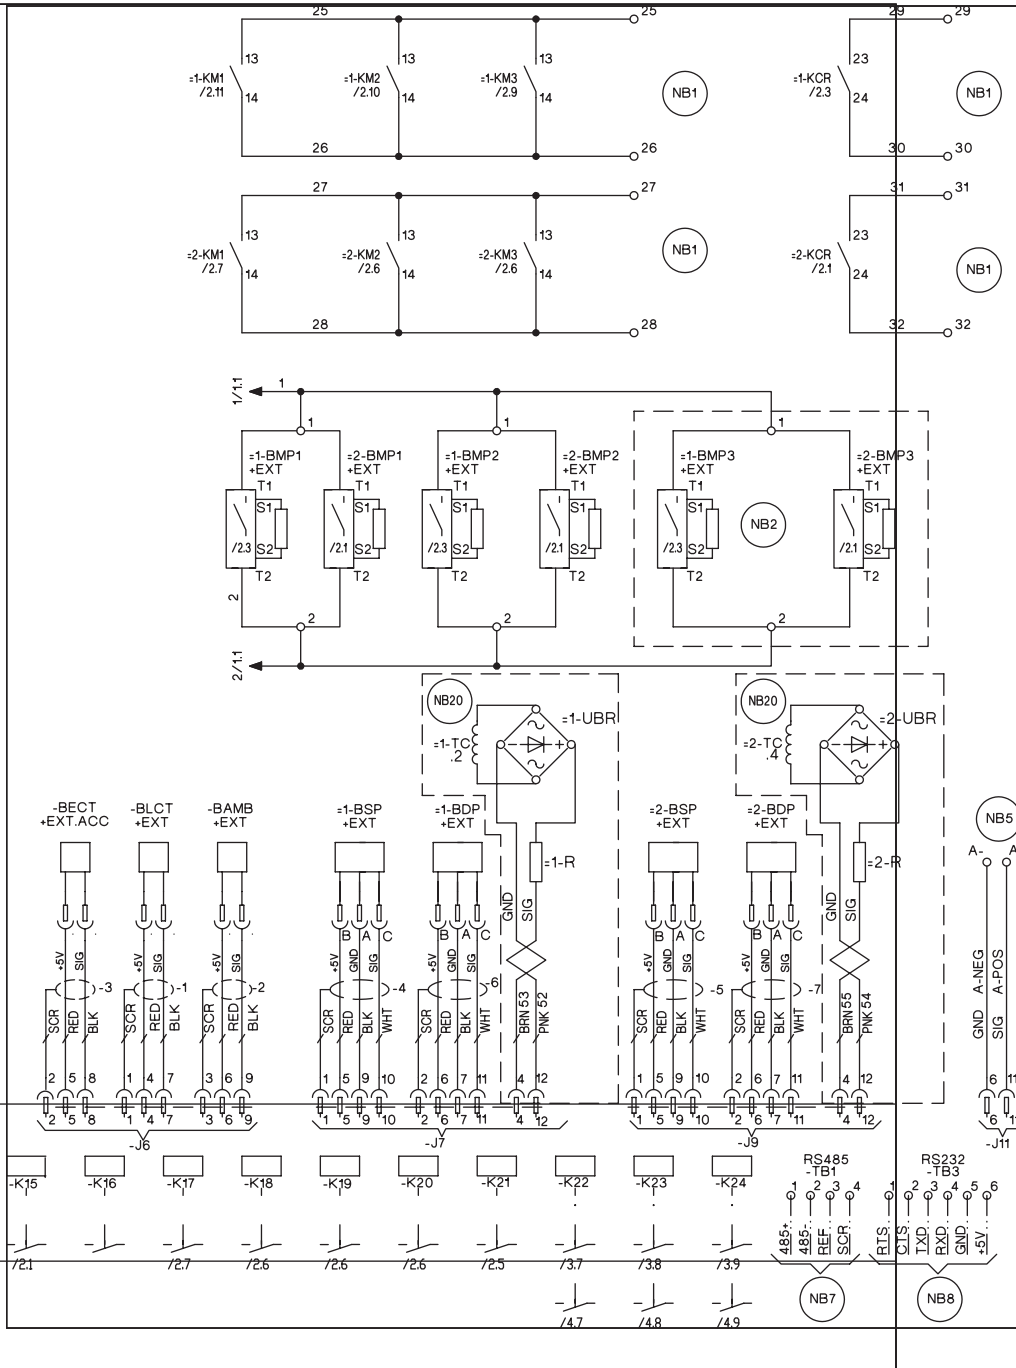 25 25 29 29
13 13 13 23
=1-KM1 =1-KM2 =1-KM3 NB1 =1-KCR NB1
/2.11 /2.10 /2.9 /2.3
14 14 14 24
26 26 30 30
27 27 31 31
13 13 13 23
=2-KM1 =2-KM2 =2-KM3 NB1 =2-KCR NB1
/2.7 /2.6 /2.6 /2.1
14 14 14 24
28 28 32 32
1/1.1 1
1 1 1
=1-BMP1 =2-BMP1 =1-BMP2 =2-BMP2 =1-BMP3 =2-BMP3
+EXT +EXT +EXT +EXT +EXT +EXT
T1 T1 T1 T1 T1 T1
S1 S1 S1 S1 S1 S1
NB2
/2.3 /2.1 /2.3 /2.1 /2.3 /2.1
S2 S2 S2 S2 S2 S2
T2 T2 T2 T2 T2 T2
2
2 2 2
2/1.1
NB20 NB20
=1-UBR =2-UBR
=1-TC =2-TC
.2 .4
- + - +
-BECT -BLCT -BAMB =1-BSP =1-BDP =2-BSP =2-BDP
+EXT.ACC +EXT +EXT +EXT +EXT +EXT +EXT
NB5
A- A
=1-R =2-R
GND SIG GND SIG
B A C B A C B A C B A C
+5V SIG +5V SIG +5V SIG +5V GND SIG +5V GND SIG +5V GND SIG +5V GND SIG
A-NEG A-POS
-3 -1 -2 -4 -6 -5 -7
SCR RED BLK SCR RED BLK SCR RED BLK SCR RED BLK WHT SCR RED BLK WHT BRN 53 PNK 52 SCR RED BLK WHT SCR RED BLK WHT BRN 55 PNK 54 GND SIG
2 5 8 1 4 7 3 6 9 1 5 9 10 2 6 7 11 4 12 1 5 9 10 2 6 7 11 4 12 6 11
2 5 8 1 4 7 3 6 9 1 5 9 10 2 6 7 11 4 12 1 5 9 10 2 6 7 11 4 12 6 11
-J6 -J7 -J9 -J11
RS485 RS232
-TB1 -TB3
-K15 -K16 -K17 -K18 -K19 -K20 -K21 -K22 -K23 -K24
1 2 3 4 1 2 3 4 5 6
485+ 485- REF SCR RTS CTS TXD RXD GND +5V
/2.1 /2.7 /2.6 /2.6 /2.6 /2.5 /3.7 /3.8 /3.9
NB7 NB8
/4.7 /4.8 /4.9